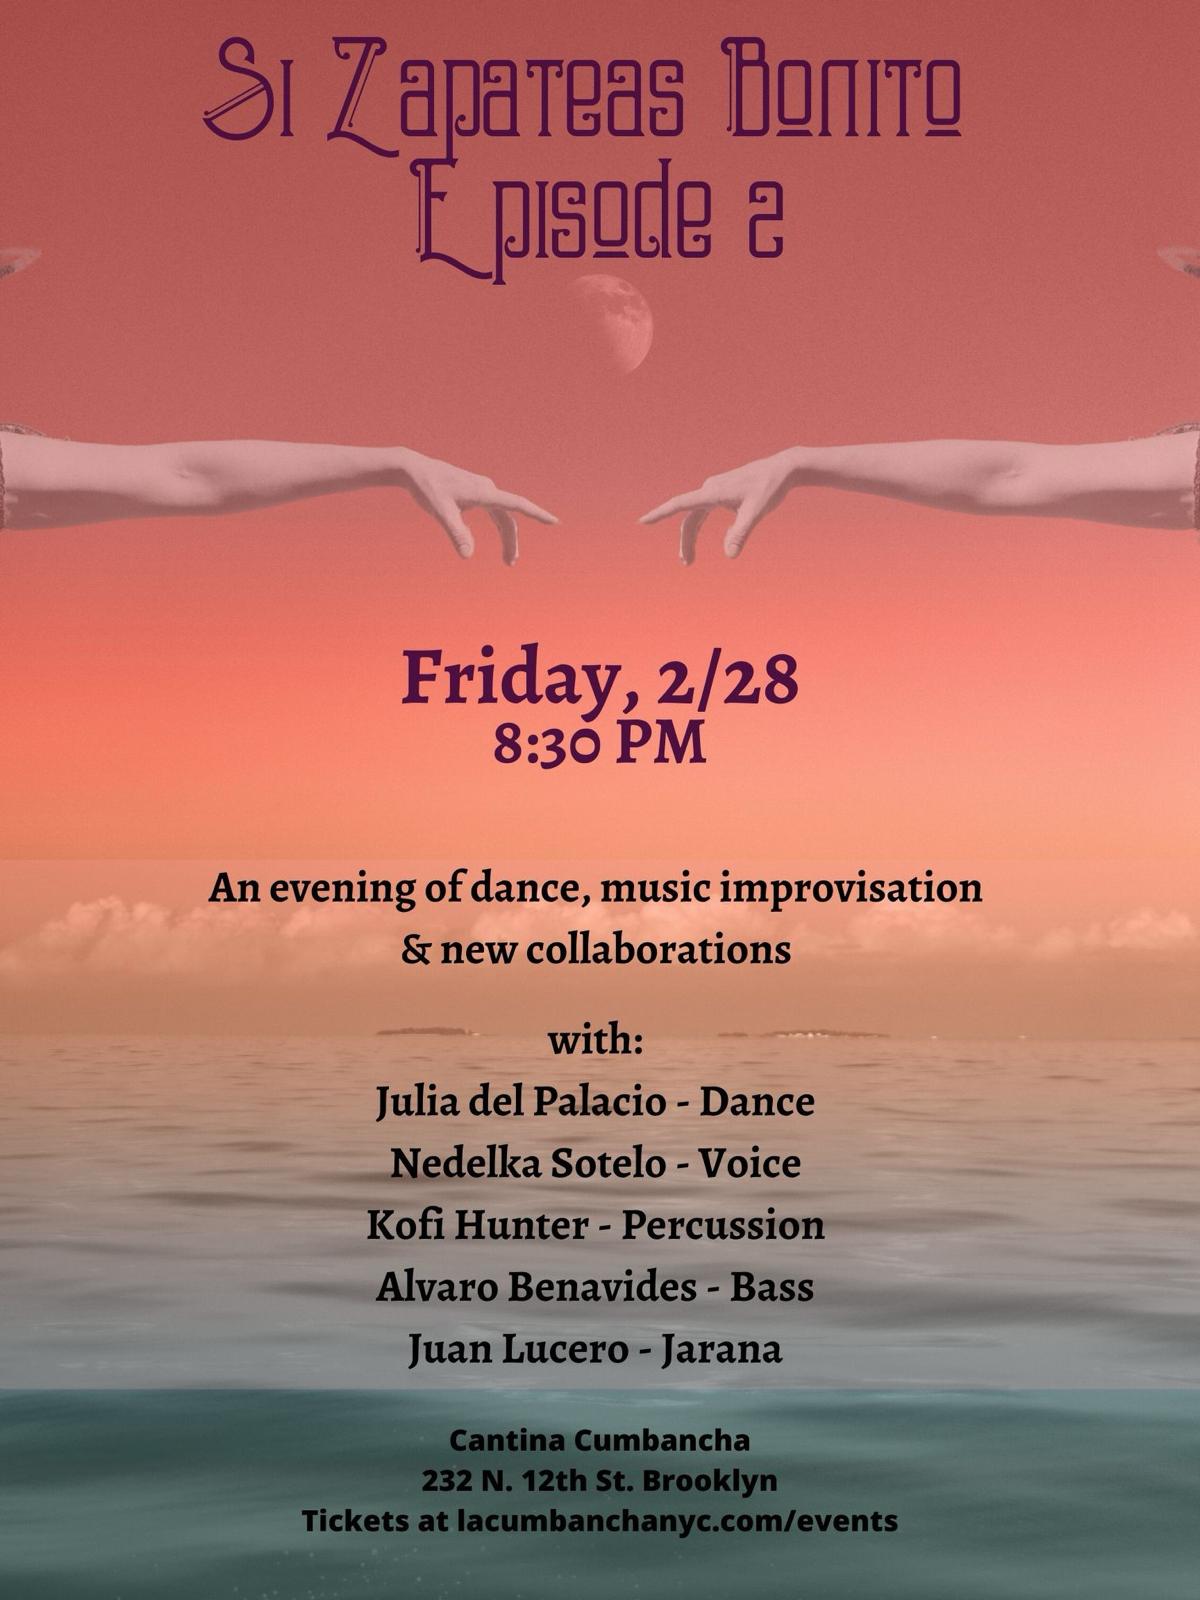 Si Zapateas Bonito
Episode 2
Friday, 2/28
8:30 PM
An evening of dance, music improvisation
& new collaborations
with:
Julia del Palacio - Dance
Nedelka Sotelo - Voice
Kofi Hunter - Percussion
Alvaro Benavides - Bass
Juan Lucero - Jarana
Cantina Cumbancha
232 N. 12th St. Brooklyn
Tickets at lacumbanchanyc.com/events